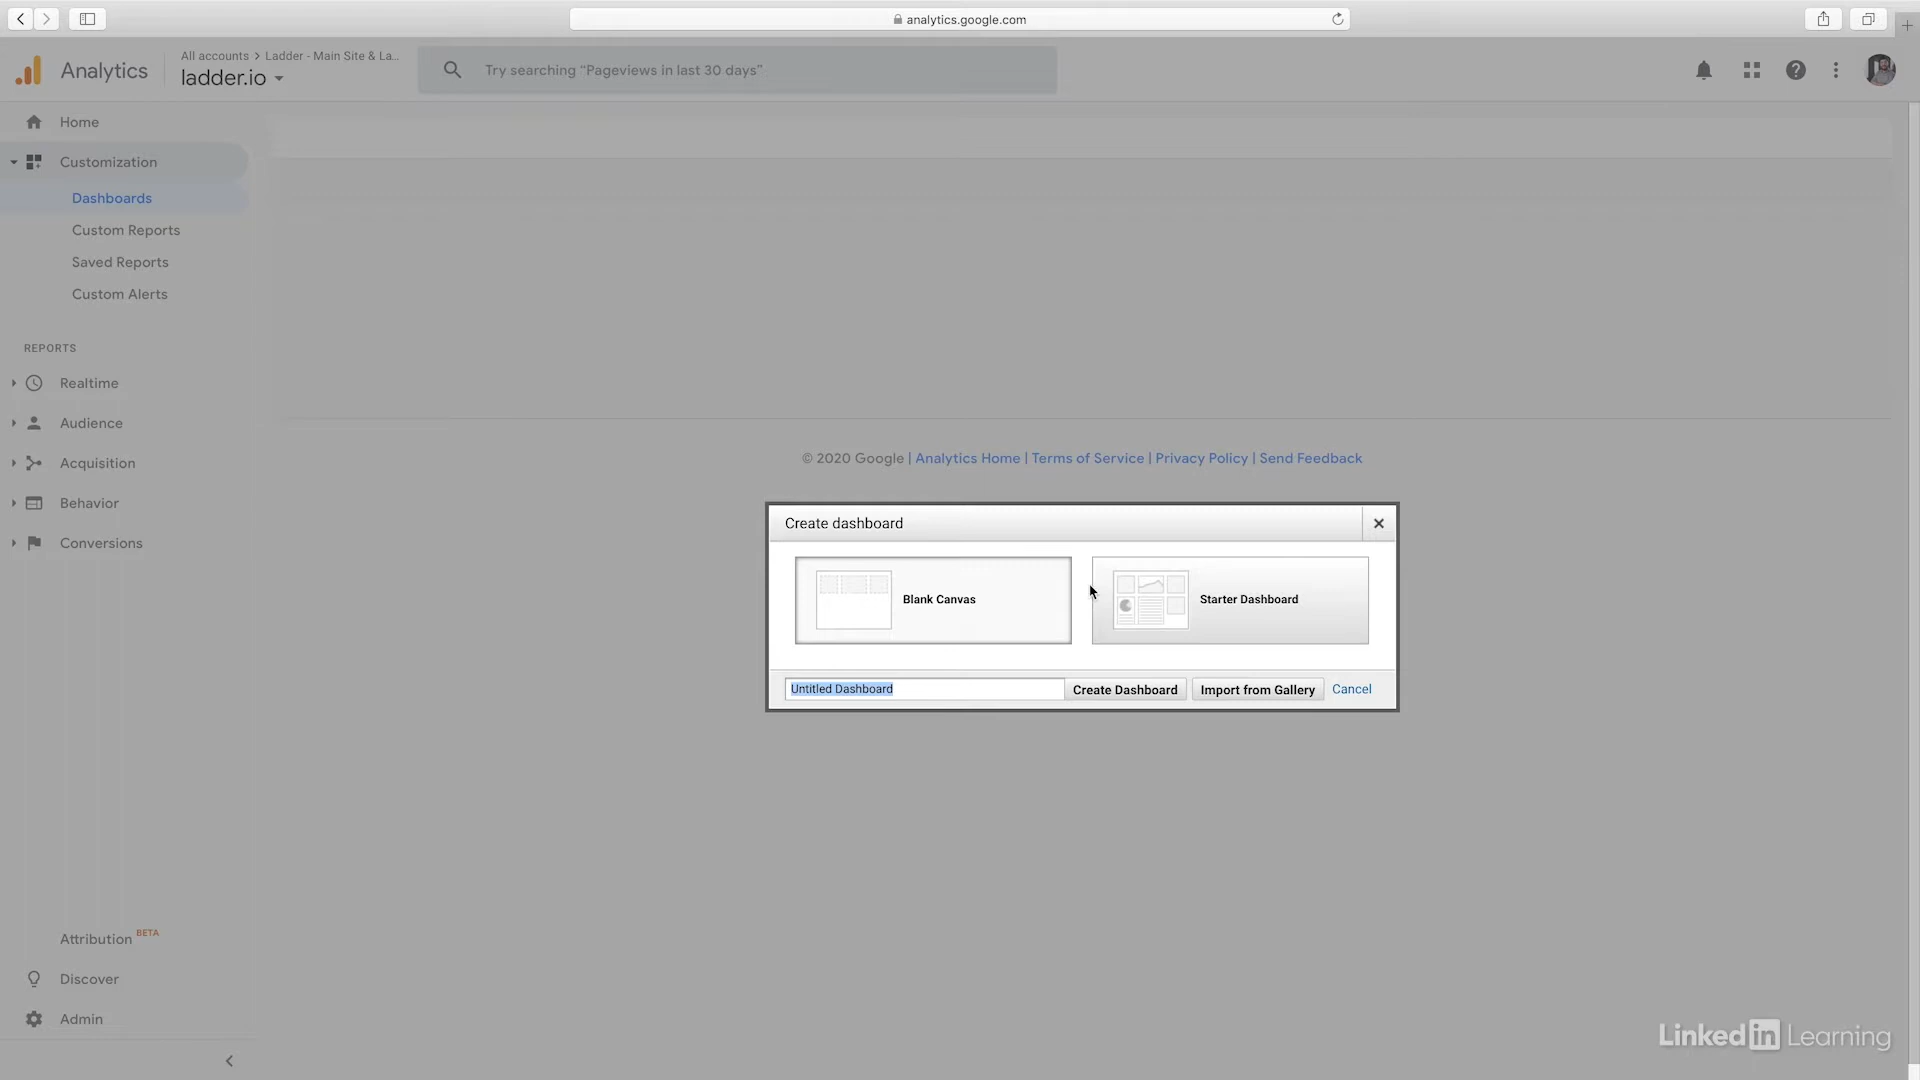 analytics.google.com
Analytics
All accounts > Ladder - Main Site & La...
ladder.io
Try searching “Pageviews in last 30 days”
Home
Customization
Dashboards
Custom Reports
Saved Reports
Custom Alerts
REPORTS
Realtime
Audience
Acquisition
Behavior
Conversions
© 2020 Google | Analytics Home | Terms of Service | Privacy Policy | Send Feedback
Create dashboard
Blank Canvas
Starter Dashboard
Untitled Dashboard
Create Dashboard
Import from Gallery
Cancel
Attribution BETA
Discover
Admin
LinkedIn Learning